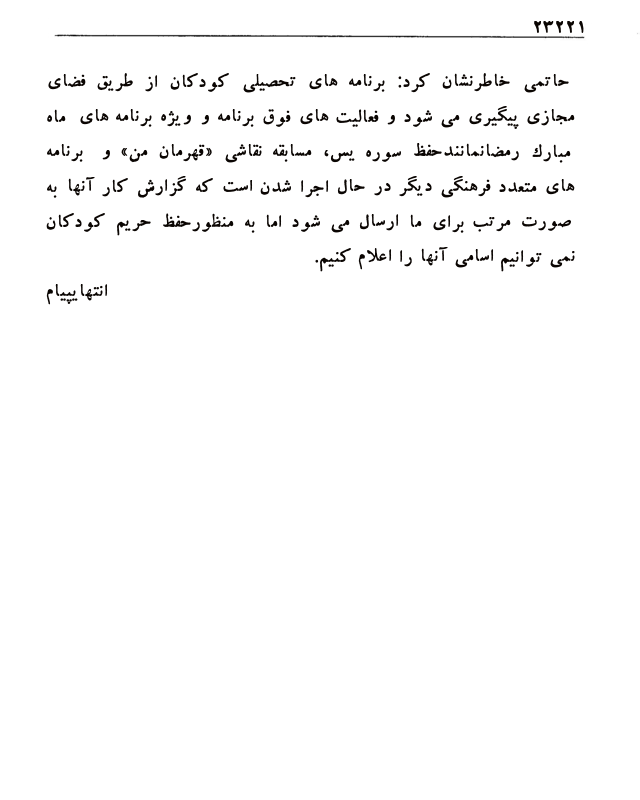 ۲۳۲۲۱
حاتمی خاطرنشان کرد: برنامه های تحصیلی کودکان از طریق فضای
مجازی پیگیری می شود و فعالیت های فوق برنامه و ویژه برنامه های ماه
مبارك رمضانمانندحفظ سوره یس، مسابقه نقاشی «قهرمان من» و برنامه
های متعدد فرهنگی دیگر در حال اجرا شدن است که گزارش کار آنها به
صورت مرتب برای ما ارسال می شود اما به منظورحفظ حریم کودکان
نمی توانیم اسامی آنها را اعلام کنیم.
انتهایپیام